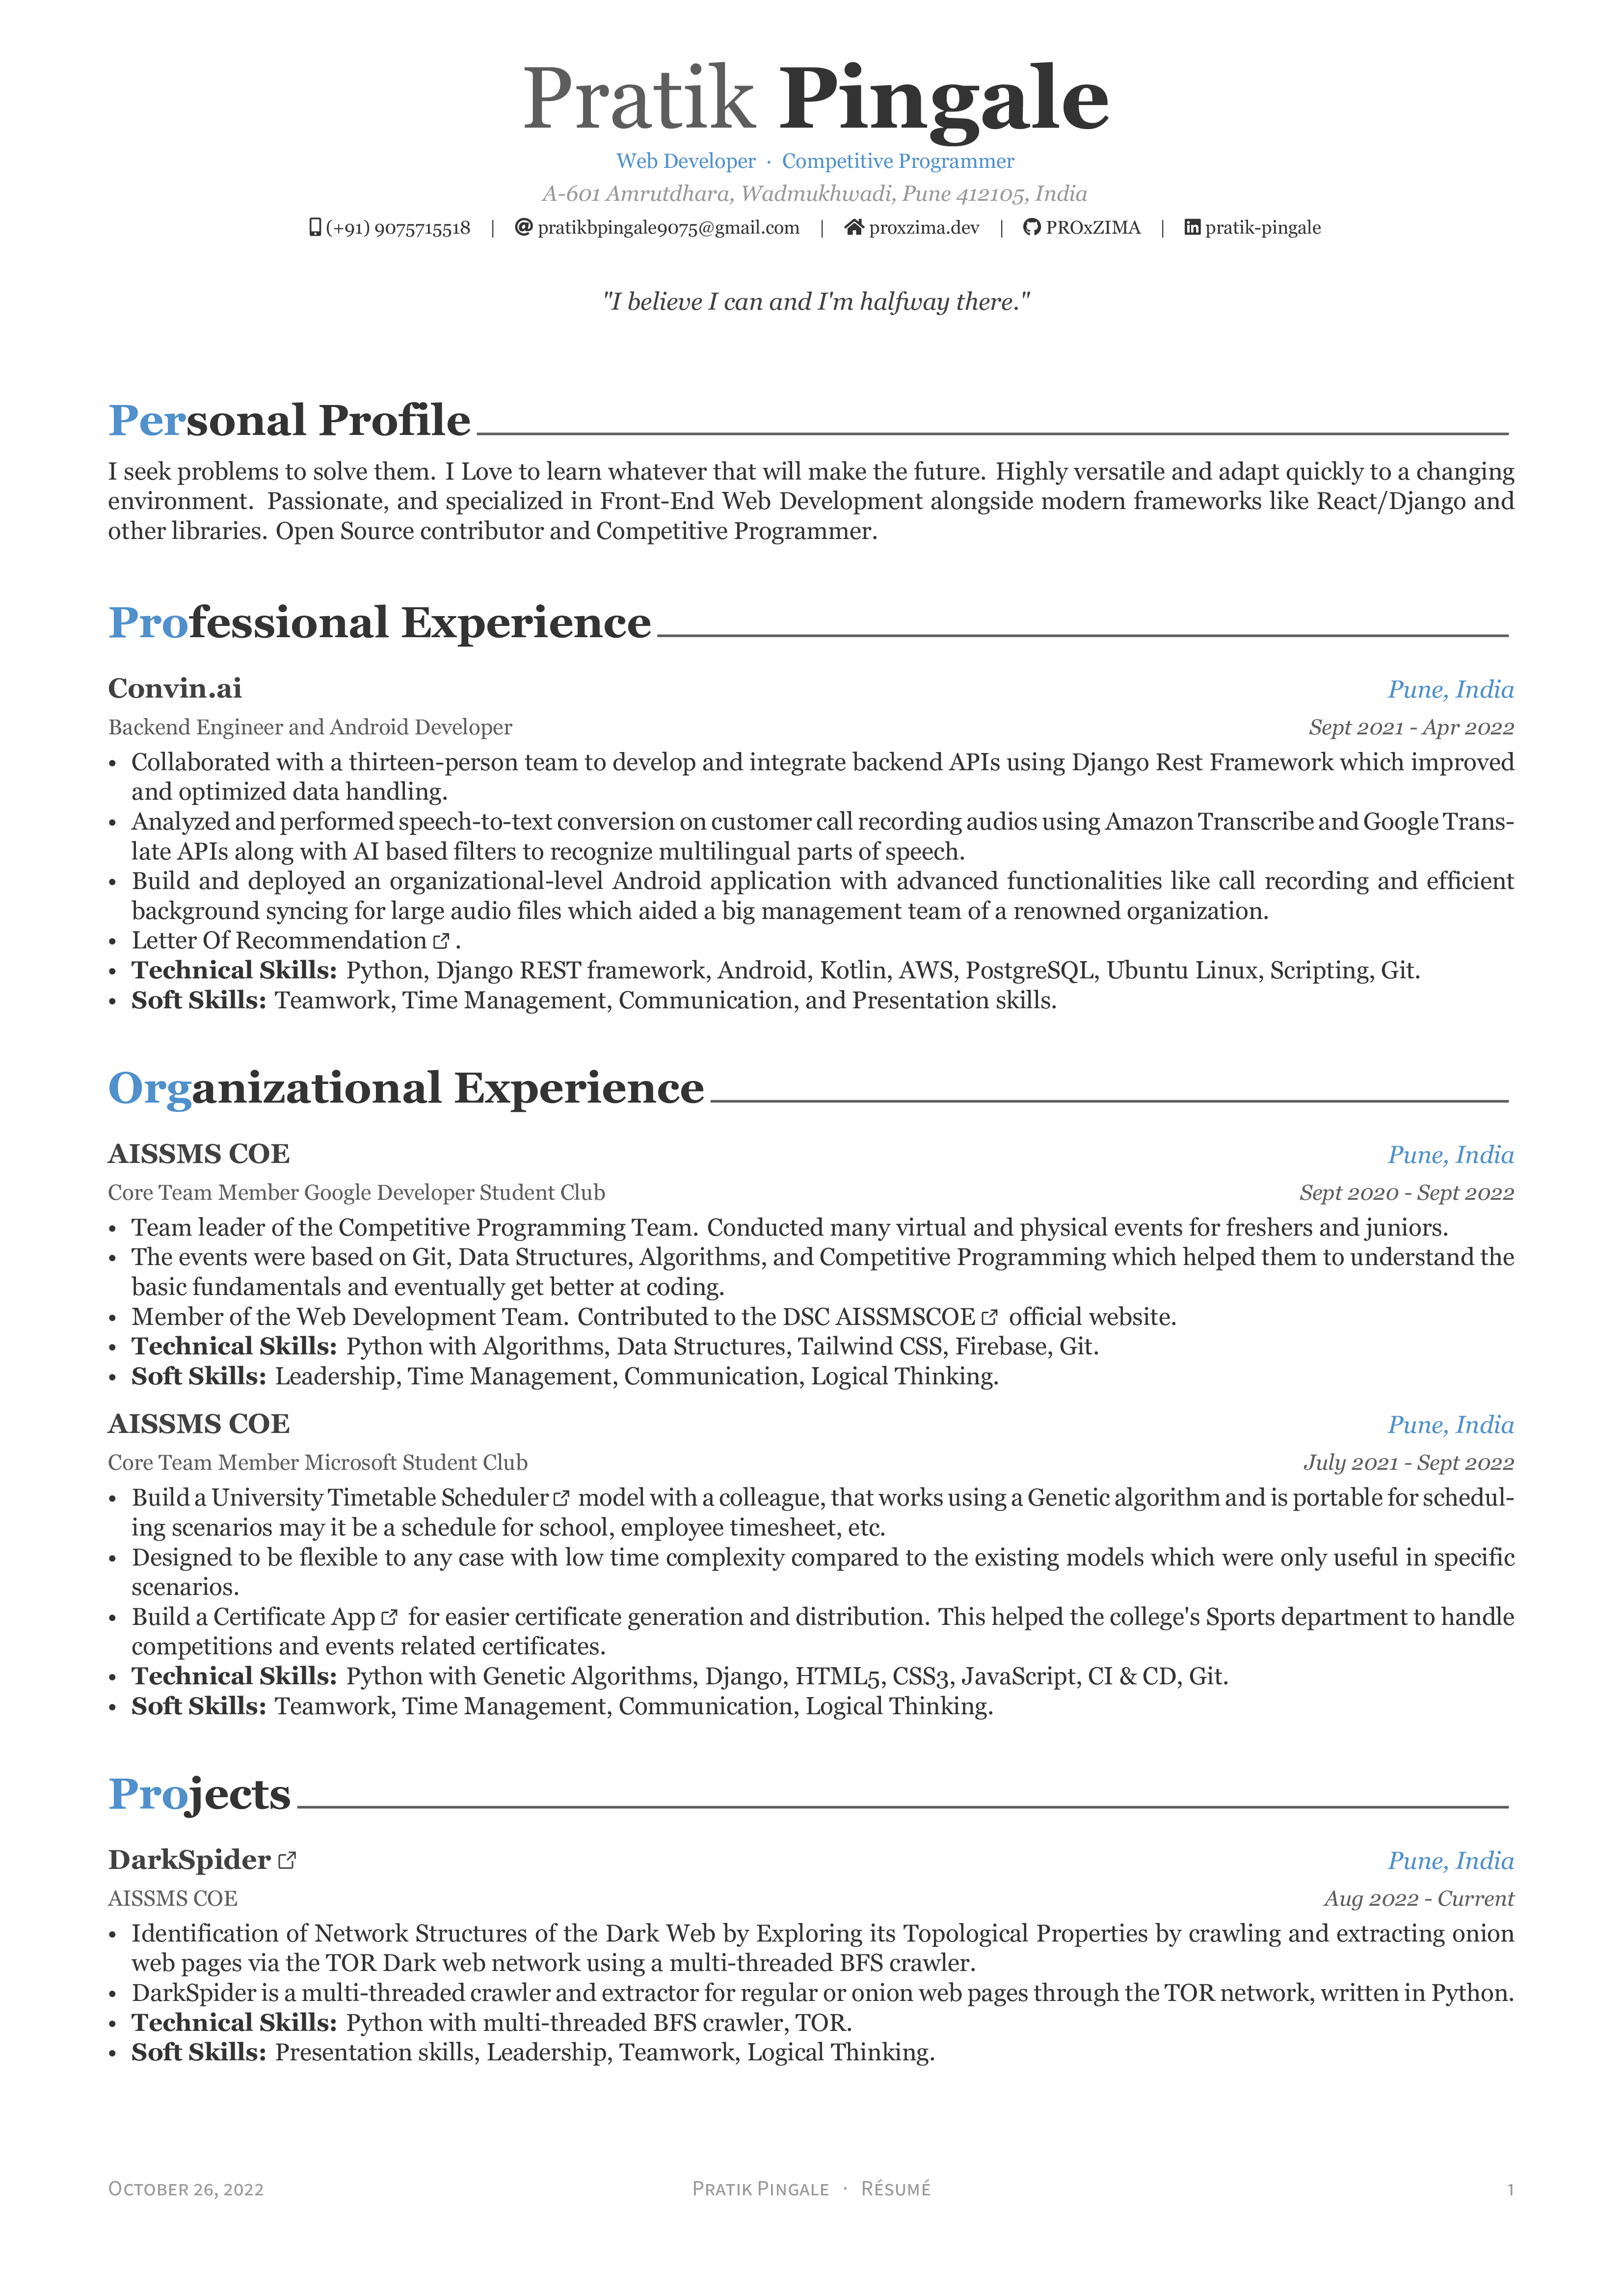 Pratik Pingale
Web Developer · Competitive Programmer
A-601 Amrutdhara, Wadmukhwadi, Pune 412105, India
(+91) 9075715518 | pratikbpingale9075@gmail.com | proxzima.dev | PROxZIMA | pratik-pingale
"I believe I can and I'm halfway there."
Personal Profile
I seek problems to solve them. I Love to learn whatever that will make the future. Highly versatile and adapt quickly to a changing
environment. Passionate, and specialized in Front-End Web Development alongside modern frameworks like React/Django and
other libraries. Open Source contributor and Competitive Programmer.
Professional Experience
Convin.ai Pune, India
Backend Engineer and Android Developer Sept 2021 - Apr 2022
• Collaborated with a thirteen-person team to develop and integrate backend APIs using Django Rest Framework which improved
and optimized data handling.
• Analyzed and performed speech-to-text conversion on customer call recording audios using Amazon Transcribe and Google Trans-
late APIs along with AI based filters to recognize multilingual parts of speech.
• Build and deployed an organizational-level Android application with advanced functionalities like call recording and efficient
background syncing for large audio files which aided a big management team of a renowned organization.
• Letter Of Recommendation .
• Technical Skills: Python, Django REST framework, Android, Kotlin, AWS, PostgreSQL, Ubuntu Linux, Scripting, Git.
• Soft Skills: Teamwork, Time Management, Communication, and Presentation skills.
Organizational Experience
AISSMS COE Pune, India
Core Team Member Google Developer Student Club Sept 2020 - Sept 2022
• Team leader of the Competitive Programming Team. Conducted many virtual and physical events for freshers and juniors.
• The events were based on Git, Data Structures, Algorithms, and Competitive Programming which helped them to understand the
basic fundamentals and eventually get better at coding.
• Member of the Web Development Team. Contributed to the DSC AISSMSCOE official website.
• Technical Skills: Python with Algorithms, Data Structures, Tailwind CSS, Firebase, Git.
• Soft Skills: Leadership, Time Management, Communication, Logical Thinking.
AISSMS COE Pune, India
Core Team Member Microsoft Student Club July 2021 - Sept 2022
• Build a University Timetable Scheduler model with a colleague, that works using a Genetic algorithm and is portable for schedul-
ing scenarios may it be a schedule for school, employee timesheet, etc.
• Designed to be flexible to any case with low time complexity compared to the existing models which were only useful in specific
scenarios.
• Build a Certificate App for easier certificate generation and distribution. This helped the college's Sports department to handle
competitions and events related certificates.
• Technical Skills: Python with Genetic Algorithms, Django, HTML5, CSS3, JavaScript, CI & CD, Git.
• Soft Skills: Teamwork, Time Management, Communication, Logical Thinking.
Projects
DarkSpider Pune, India
AISSMS COE Aug 2022 - Current
• Identification of Network Structures of the Dark Web by Exploring its Topological Properties by crawling and extracting onion
web pages via the TOR Dark web network using a multi-threaded BFS crawler.
• DarkSpider is a multi-threaded crawler and extractor for regular or onion web pages through the TOR network, written in Python.
• Technical Skills: Python with multi-threaded BFS crawler, TOR.
• Soft Skills: Presentation skills, Leadership, Teamwork, Logical Thinking.
October 26, 2022 Pratik Pingale · Résumé 1